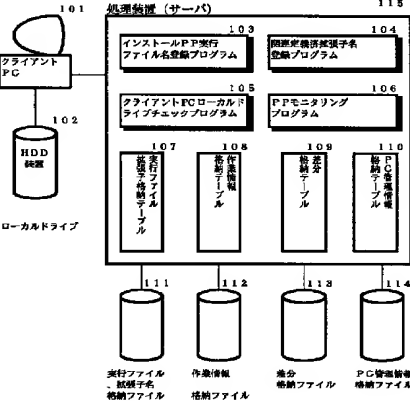 101
処理装置(サーバ)
115
クライアント
PC
103
インストールPP実行
ファイル名登録プログラム
104
関連定義済拡張子名
登録プログラム
105
クライアントPCローカルド
ライブチェックプログラム
106
PPモニタリング
プログラム
102
HDD
装置
ローカルドライブ
107
実行ファイル
拡張子格納テーブル
108
作業情報
格納テーブル
109
差分
格納テーブル
110
PC管理情報
格納テーブル
111
実行ファイル
、拡張子名
格納ファイル
112
作業情報
格納ファイル
113
差分
格納ファイル
114
PC管理情報
格納ファイル